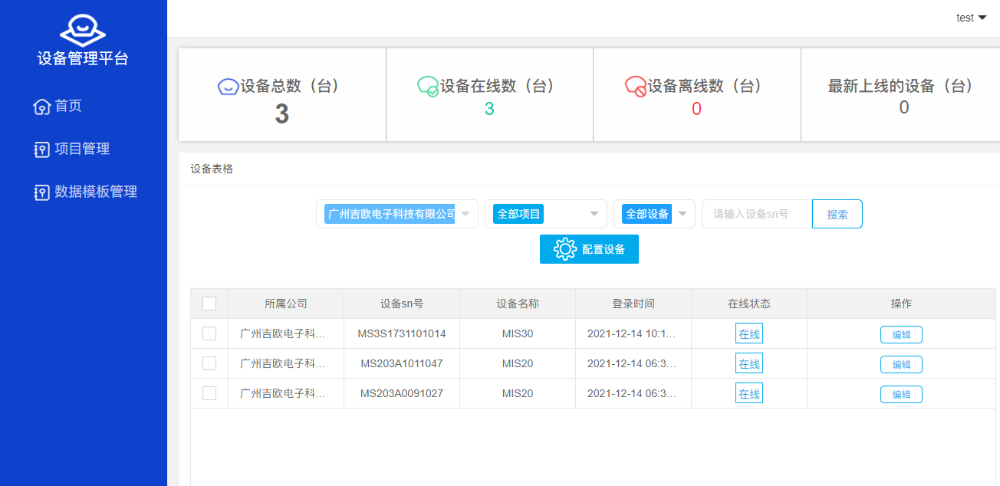 设备管理平台
首页
项目管理
数据模板管理
test
设备总数（台）
3
设备在线数（台）
3
设备离线数（台）
0
最新上线的设备（台）
0
设备表格
广州吉欧电子科技有限公司 全部项目 全部设备 请输入设备sn号 搜索
配置设备
所属公司 设备sn号 设备名称 登录时间 在线状态 操作
广州吉欧电子科... MS3S1731101014 MIS30 2021-12-14 10:1... 在线 编辑
广州吉欧电子科... MS203A1011047 MIS20 2021-12-14 06:3... 在线 编辑
广州吉欧电子科... MS203A0091027 MIS20 2021-12-14 06:3... 在线 编辑